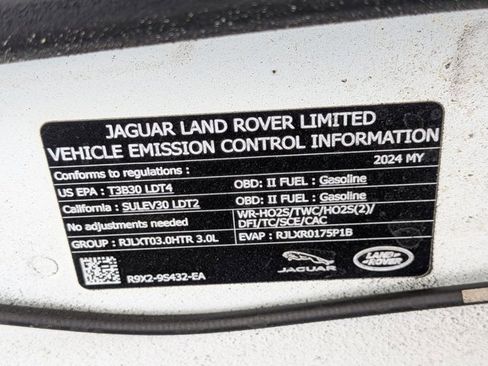 JAGUAR LAND ROVER LIMITED
VEHICLE EMISSION CONTROL INFORMATION
Conforms to regulations :
2024 MY
US EPA : T3B30 LDT4
OBD: II FUEL : Gasoline
California : SULEV30 LDT2
OBD: II FUEL : Gasoline
No adjustments needed
WR-HO2S/TWC/HO2S(2)/
DFI/TC/SCE/CAC
GROUP : RJLXT03.0HTR 3.0L
EVAP : RJLXR0175P1B
R9X2-9S432-EA
JAGUAR
LAND-
-ROVER